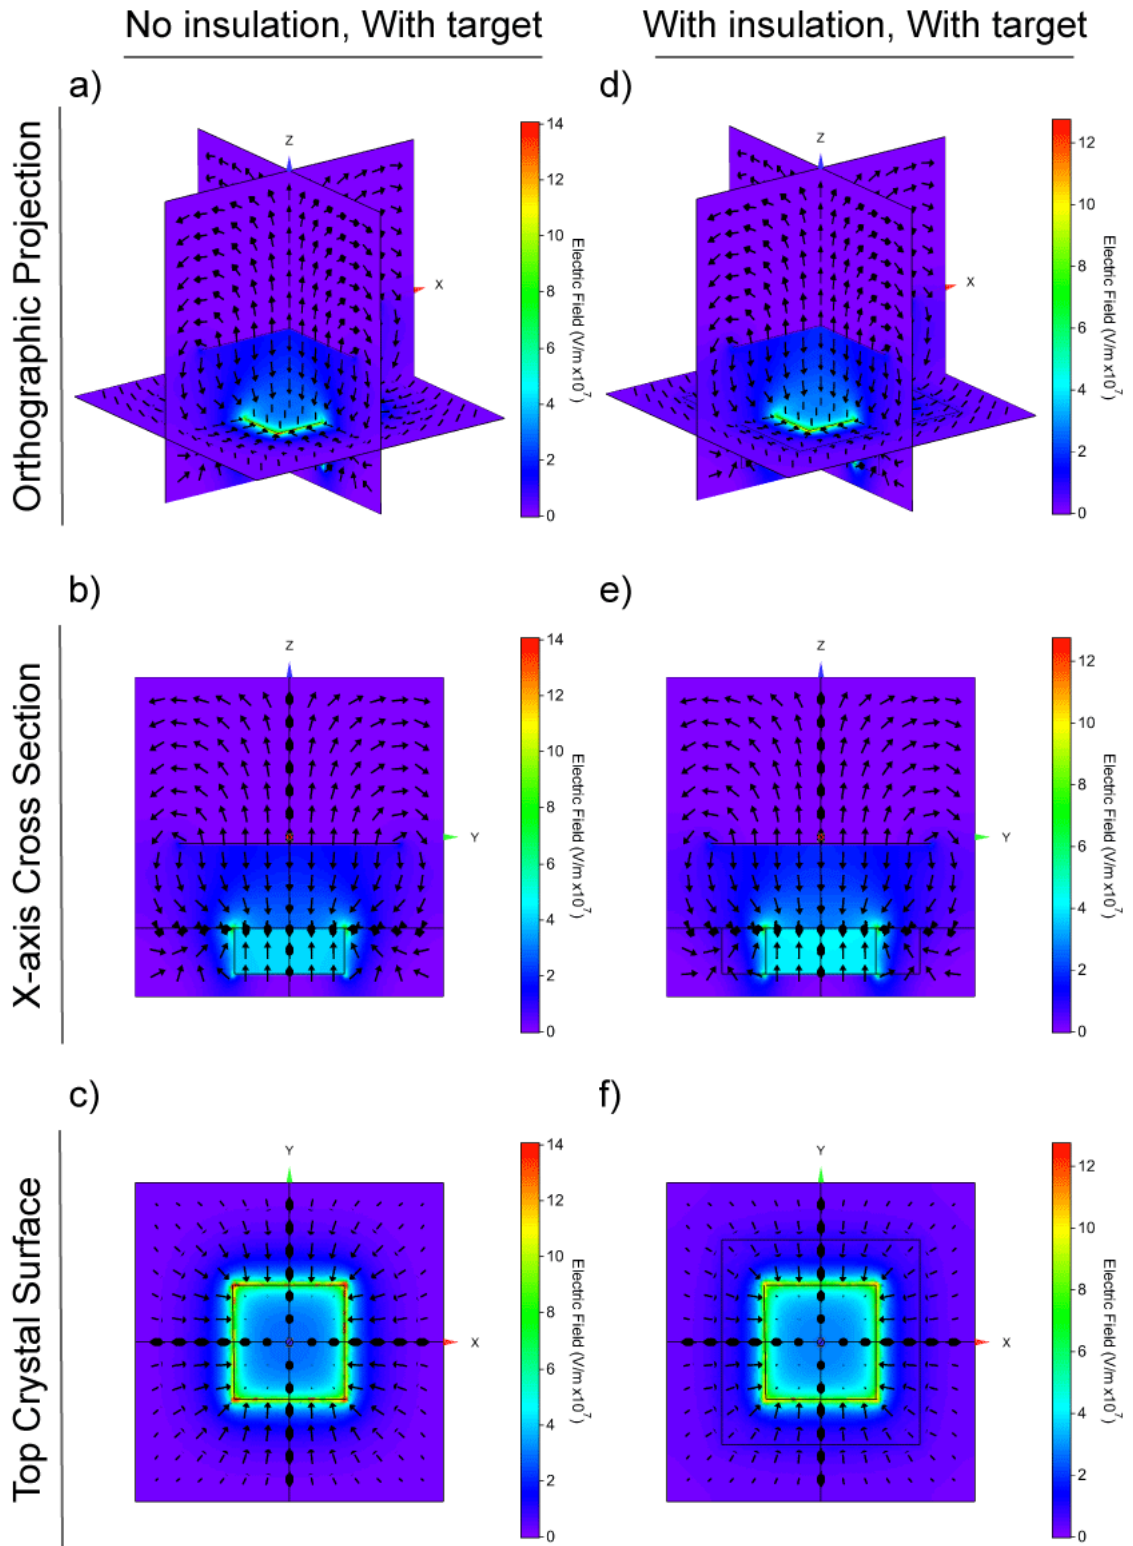 No insulation, With target
With insulation, With target
Orthographic Projection
a)
Z
X
14
12
10
8
6
4
2
0
Electric Field (V/m x10⁷
d)
Z
X
12
10
8
6
4
2
0
Electric Field (V/m x10⁷
X-axis Cross Section
b)
Z
Y
14
12
10
8
6
4
2
0
Electric Field (V/m x10⁷
e)
Z
Y
12
10
8
6
4
2
0
Electric Field (V/m x10⁷
Top Crystal Surface
c)
Y
X
14
12
10
8
6
4
2
0
Electric Field (V/m x10⁷
f)
Y
X
12
10
8
6
4
2
0
Electric Field (V/m x10⁷